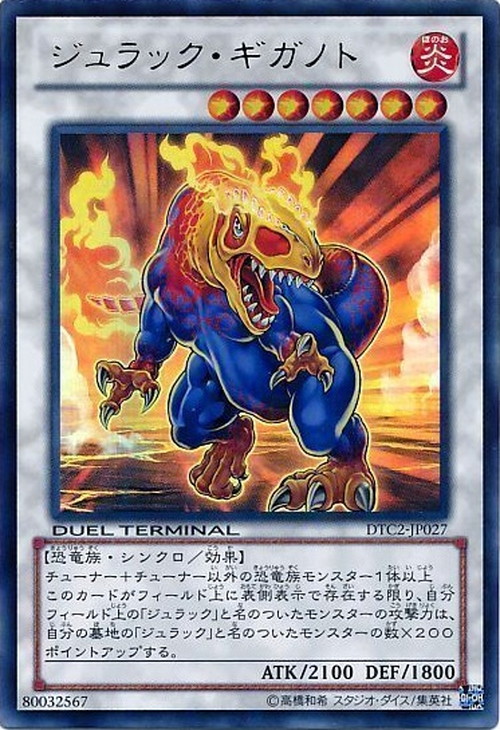 ジュラック・ギガノト
ほのお
炎
DUEL TERMINAL
DTC2-JP027
【恐竜族・シンクロ／効果】
チューナー＋チューナー以外の恐竜族モンスター1体以上
このカードがフィールド上に表側表示で存在する限り、自分
フィールド上の「ジュラック」と名のついたモンスターの攻撃力は、
自分の墓地の「ジュラック」と名のついたモンスターの数×200
ポイントアップする。
ATK/2100 DEF/1800
80032567
©高橋和希 スタジオ・ダイス/集英社